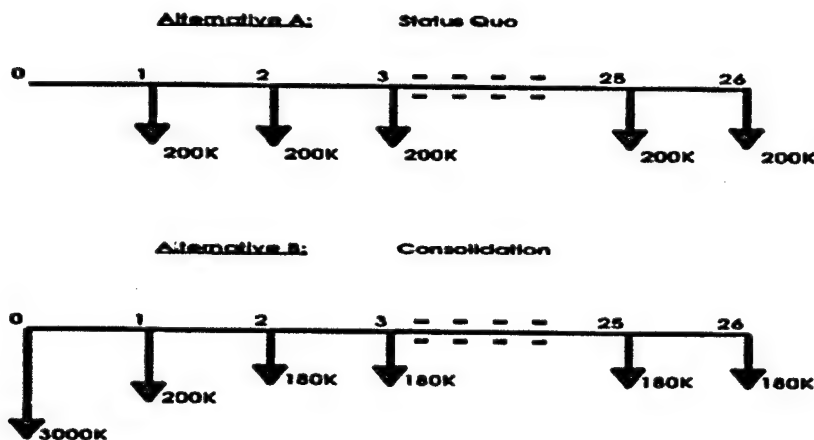 Alternative A: Status Quo
0 1 2 3 25 26
200K 200K 200K 200K 200K
Alternative B: Consolidation
0 1 2 3 25 26
200K 180K 180K 180K 180K
3000K